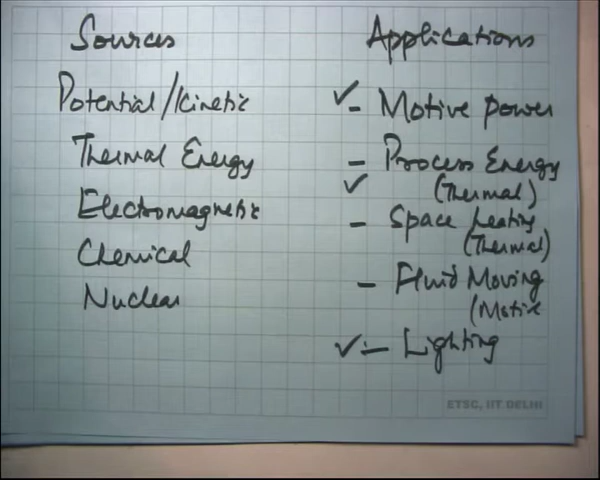 Sources
Applications
Potential/Kinetic
✓- Motive power
Thermal Energy
- Process Energy
✓ (Thermal)
Electromagnetic
- Space heating
(Thermal)
Chemical
- Fluid Moving
Nuclear
(Motive
✓- Lighting
ETSC, IIT DELHI